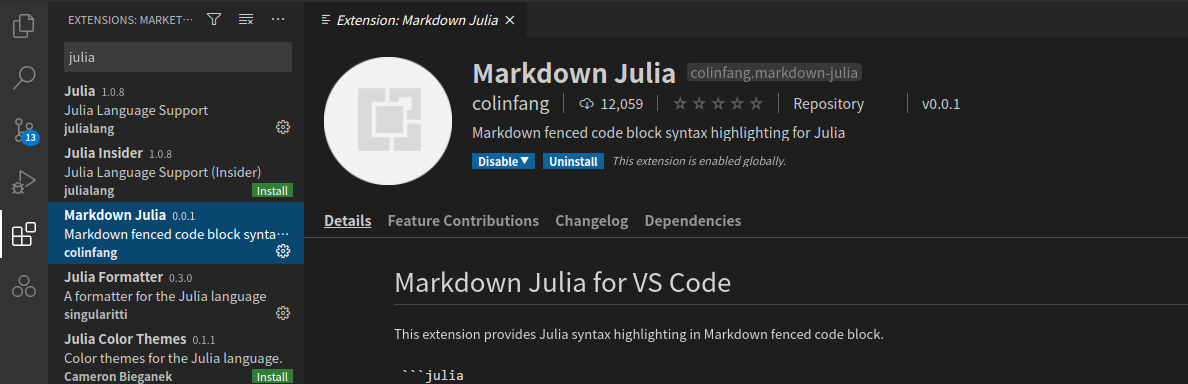 EXTENSIONS: MARKET...
julia
Julia 1.0.8
Julia Language Support
julialang
Julia Insider 1.0.8
Julia Language Support (Insider)
julialang
Install
Markdown Julia 0.0.1
Markdown fenced code block synta...
colinfang
Julia Formatter 0.3.0
A formatter for the Julia language
singularitti
Julia Color Themes 0.1.1
Color themes for the Julia language.
Cameron Bieganek
Install
13
Extension: Markdown Julia
Markdown Julia colinfang.markdown-julia
colinfang 12,059 Repository v0.0.1
Markdown fenced code block syntax highlighting for Julia
Disable Uninstall This extension is enabled globally.
Details Feature Contributions Changelog Dependencies
Markdown Julia for VS Code
This extension provides Julia syntax highlighting in Markdown fenced code block.
```julia